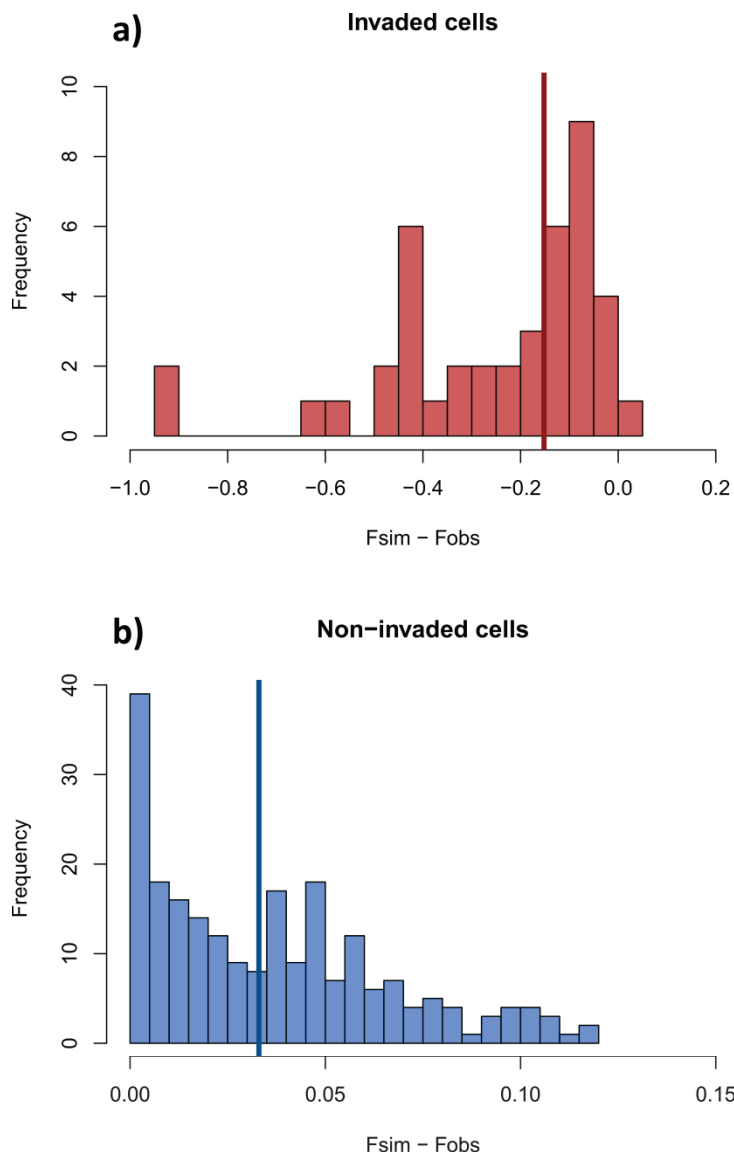 a)
Invaded cells
Frequency
10
8
6
4
2
0
−1.0 −0.8 −0.6 −0.4 −0.2 0.0 0.2
Fsim − Fobs
b)
Non−invaded cells
Frequency
40
30
20
10
0
0.00 0.05 0.10 0.15
Fsim − Fobs